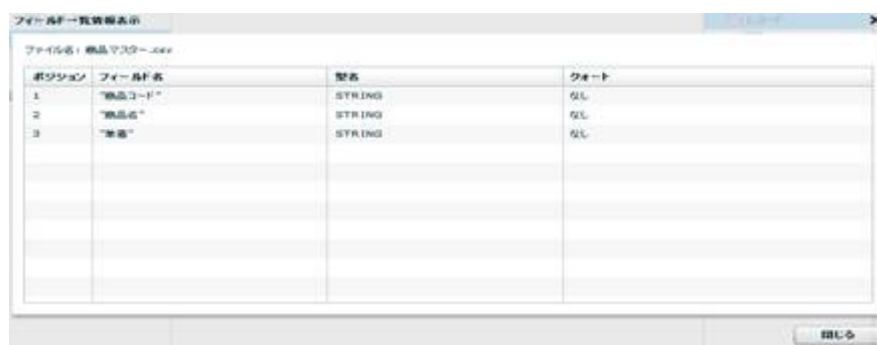 フィールド一覧情報表示
ファイル名: 商品マスター.csv
ポジション フィールド名 型名 クォート
1 "商品コード" STRING なし
2 "商品名" STRING なし
3 "単価" STRING なし
閉じる